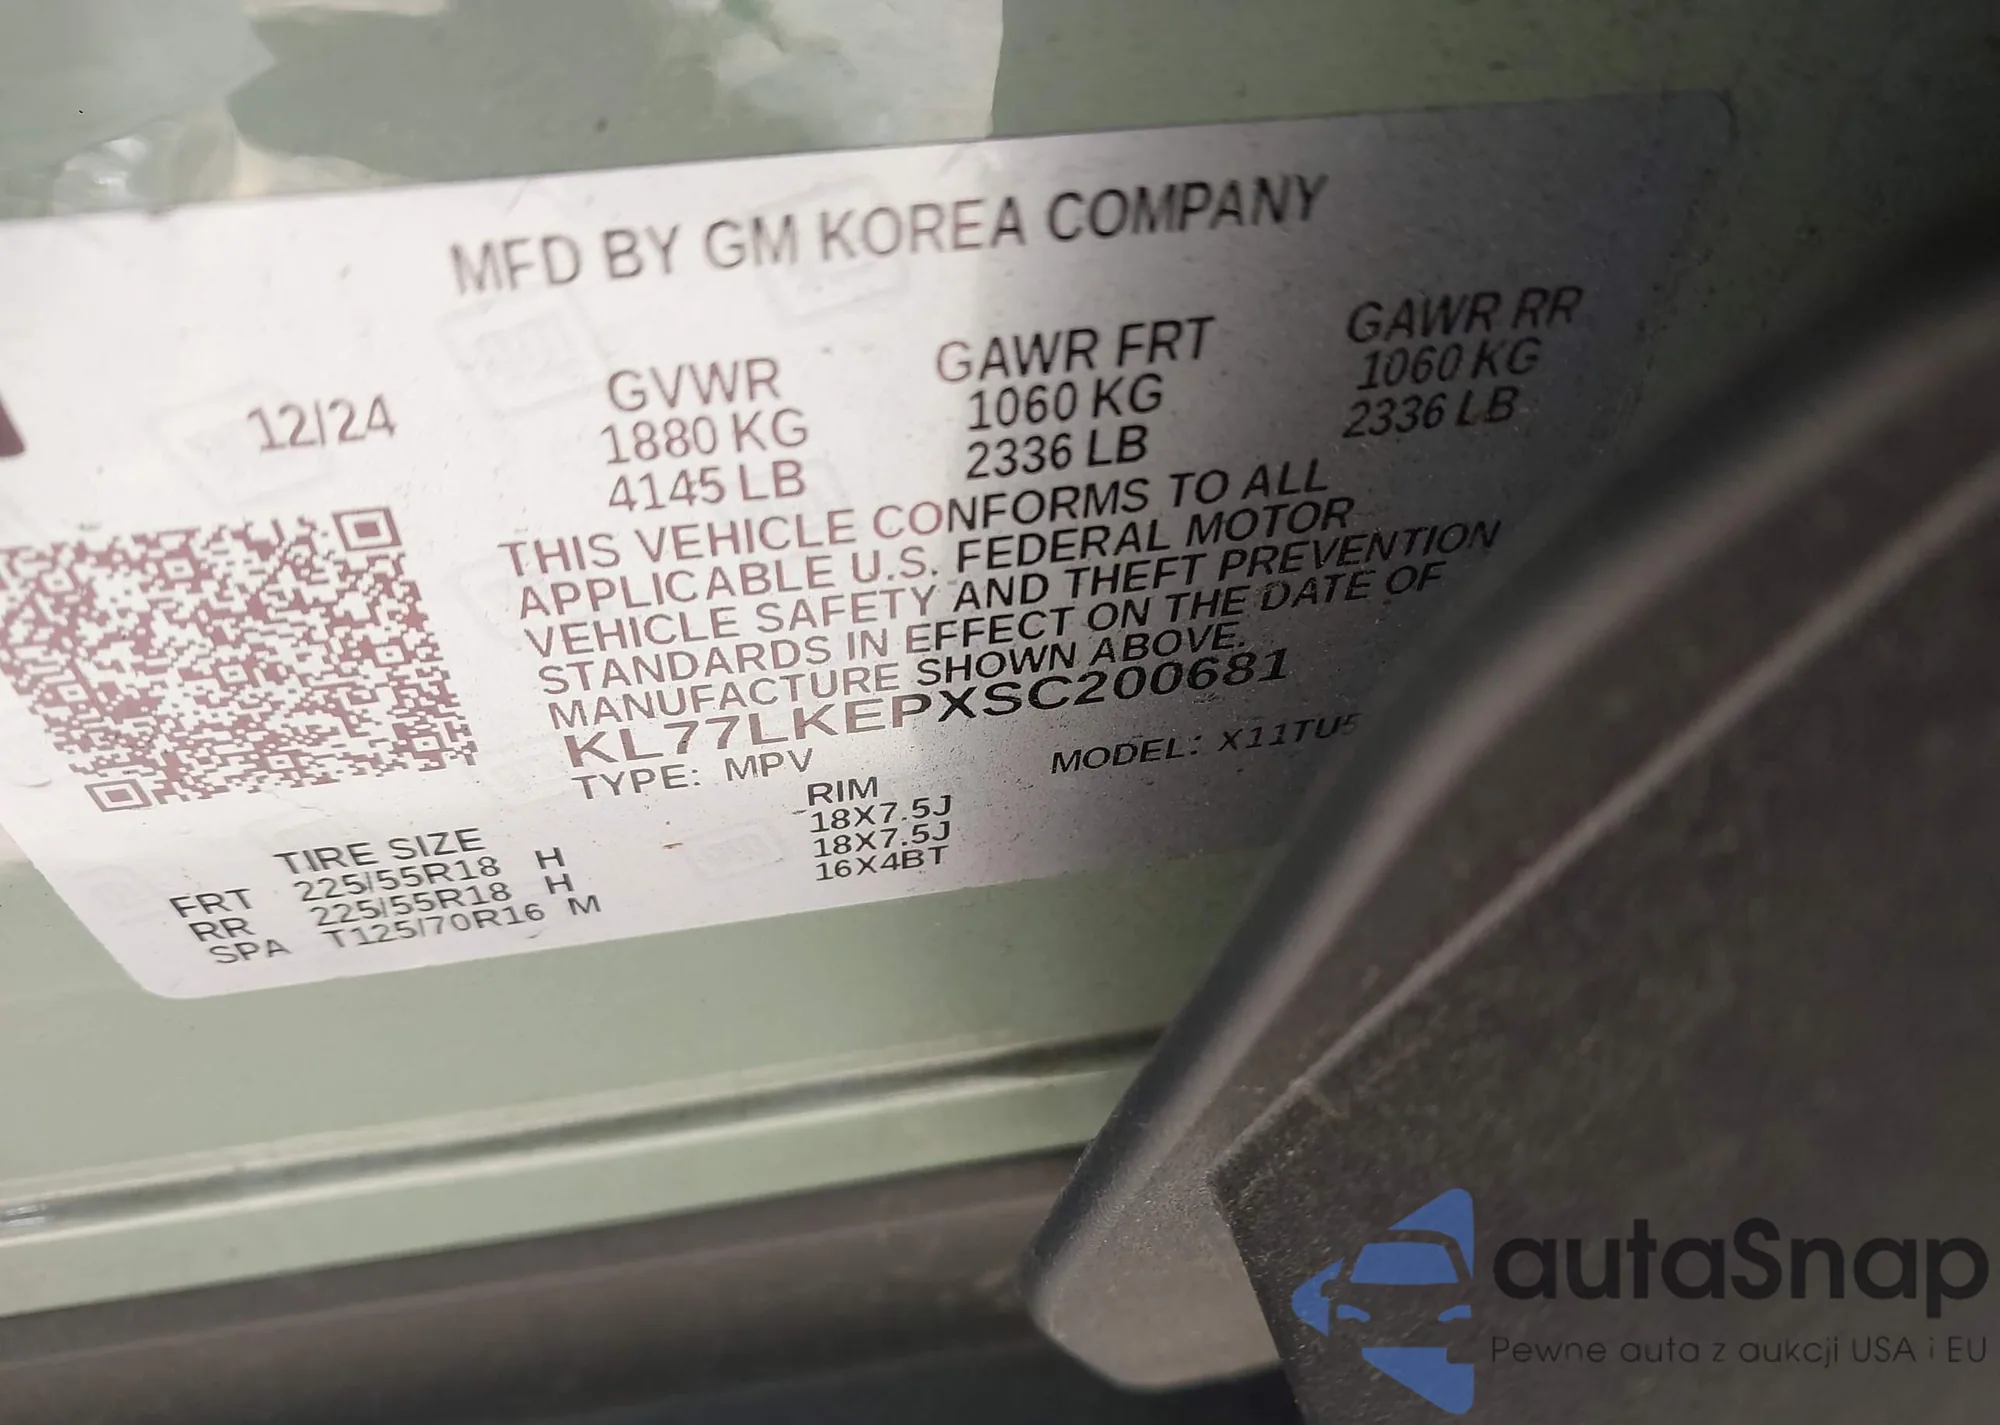 MFD BY GM KOREA COMPANY
12/24
GVWR
1880 KG
4145 LB
GAWR FRT
1060 KG
2336 LB
GAWR RR
1060 KG
2336 LB
THIS VEHICLE CONFORMS TO ALL
APPLICABLE U.S. FEDERAL MOTOR
VEHICLE SAFETY AND THEFT PREVENTION
STANDARDS IN EFFECT ON THE DATE OF
MANUFACTURE SHOWN ABOVE.
KL77LKEPXSC200681
TYPE: MPV MODEL: X11TU5
TIRE SIZE RIM
FRT 225/55R18 H 18X7.5J
RR 225/55R18 H 18X7.5J
SPA T125/70R16 M 16X4BT
autaSnap
Pewne auta z aukcji USA i EU